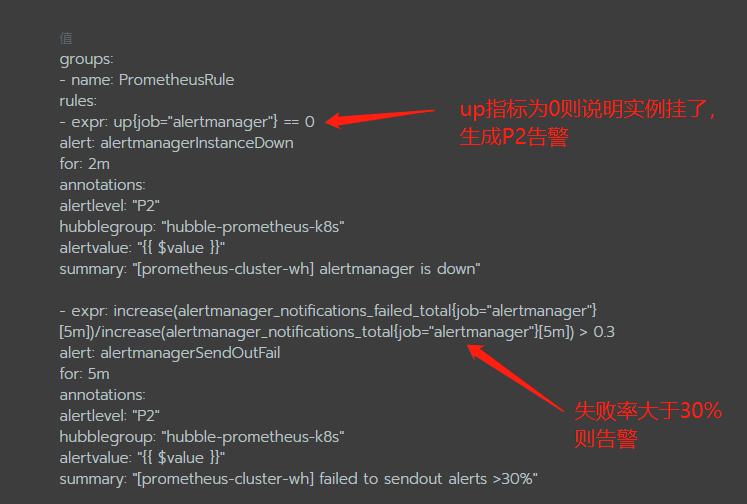 值
groups:
- name: PrometheusRule
rules:
- expr: up{job="alertmanager"} == 0
alert: alertmanagerInstanceDown
for: 2m
annotations:
alertlevel: "P2"
hubblegroup: "hubble-prometheus-k8s"
alertvalue: "{{ $value }}"
summary: "[prometheus-cluster-wh] alertmanager is down"
up指标为0则说明实例挂了，
生成P2告警
- expr: increase(alertmanager_notifications_failed_total{job="alertmanager"}
[5m])/increase(alertmanager_notifications_total{job="alertmanager"}[5m]) > 0.3
alert: alertmanagerSendOutFail
for: 5m
annotations:
alertlevel: "P2"
hubblegroup: "hubble-prometheus-k8s"
alertvalue: "{{ $value }}"
summary: "[prometheus-cluster-wh] failed to sendout alerts >30%"
失败率大于30%
则告警